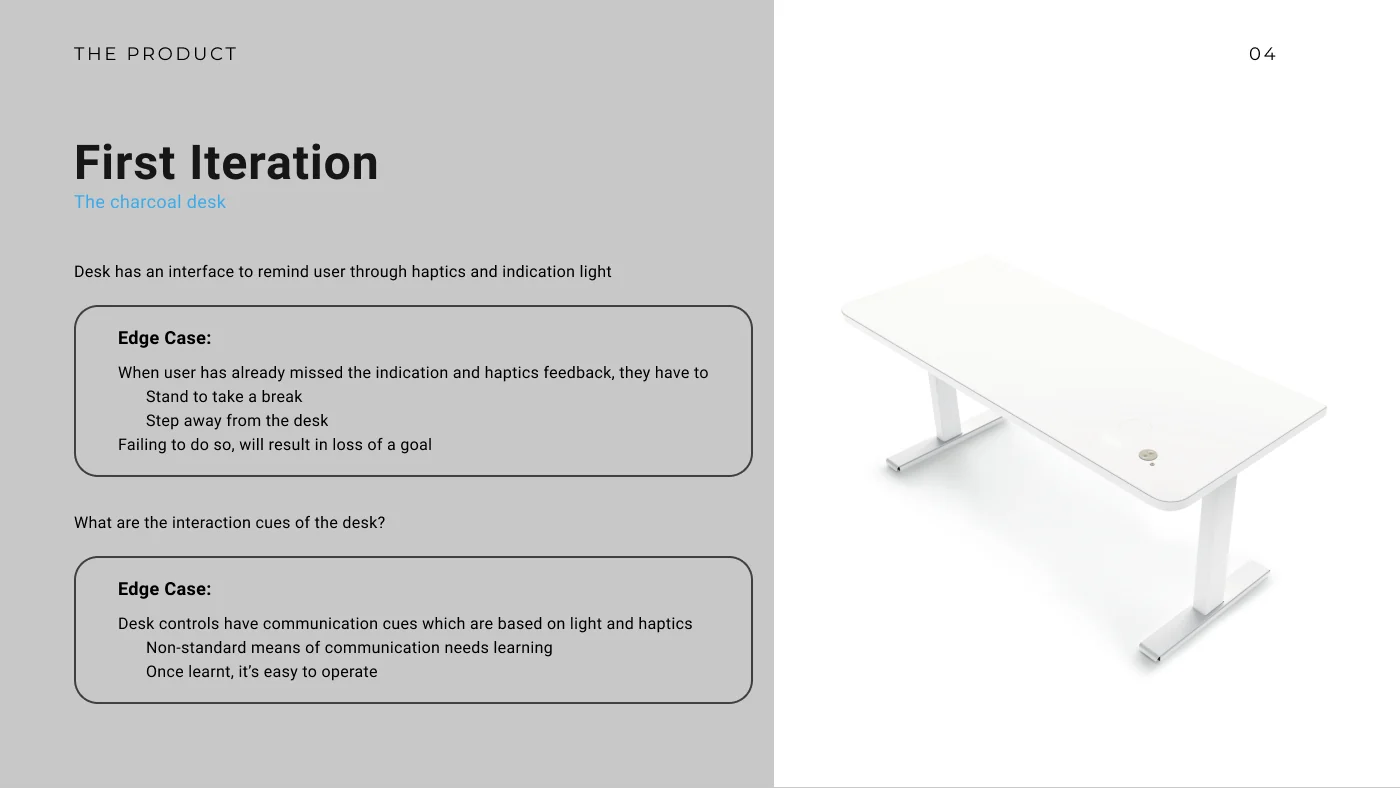 THE PRODUCT
04
First Iteration
The charcoal desk
Desk has an interface to remind user through haptics and indication light
Edge Case:
When user has already missed the indication and haptics feedback, they have to
Stand to take a break
Step away from the desk
Failing to do so, will result in loss of a goal
What are the interaction cues of the desk?
Edge Case:
Desk controls have communication cues which are based on light and haptics
Non-standard means of communication needs learning
Once learnt, it’s easy to operate